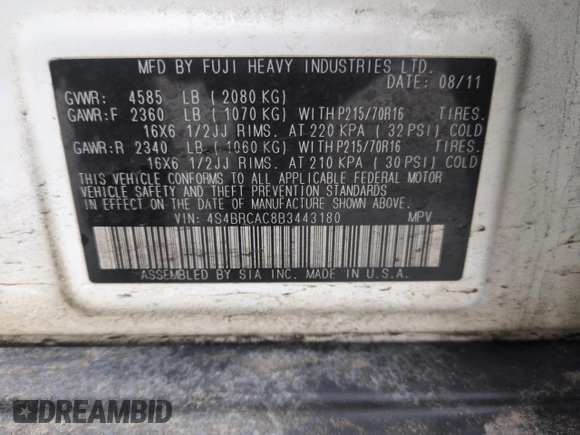 MFD BY FUJI HEAVY INDUSTRIES LTD.
DATE: 08/11
GVWR: 4585 LB ( 2080 KG)
GAWR:F 2360 LB ( 1070 KG) WITH P215/70R16 TIRES.
16X6 1/2JJ RIMS. AT 220 KPA ( 32 PSI) COLD
GAWR:R 2340 LB ( 1060 KG) WITH P215/70R16 TIRES.
16X6 1/2JJ RIMS. AT 210 KPA ( 30 PSI) COLD
THIS VEHICLE CONFORMS TO ALL APPLICABLE FEDERAL MOTOR
VEHICLE SAFETY AND THEFT PREVENTION STANDARDS
IN EFFECT ON THE DATE OF MANUFACTURE SHOWN ABOVE.
VIN: 4S4BRCAC8B3443180 MPV
ASSEMBLED BY SIA INC. MADE IN U.S.A.
DREAMBID